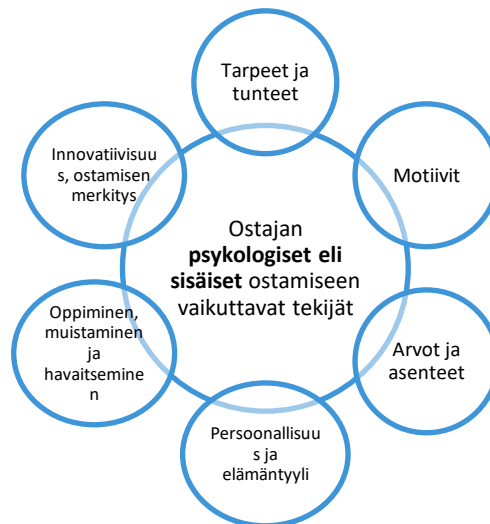 Tarpeet ja
tunteet
Motiivit
Arvot ja
asenteet
Persoonallisuu
s ja
elämäntyyli
Oppiminen,
muistaminen
ja
havaitsemine
n
Innovatiivisuu
s, ostamisen
merkitys
Ostajan
psykologiset eli
sisäiset ostamiseen
vaikuttavat tekijät